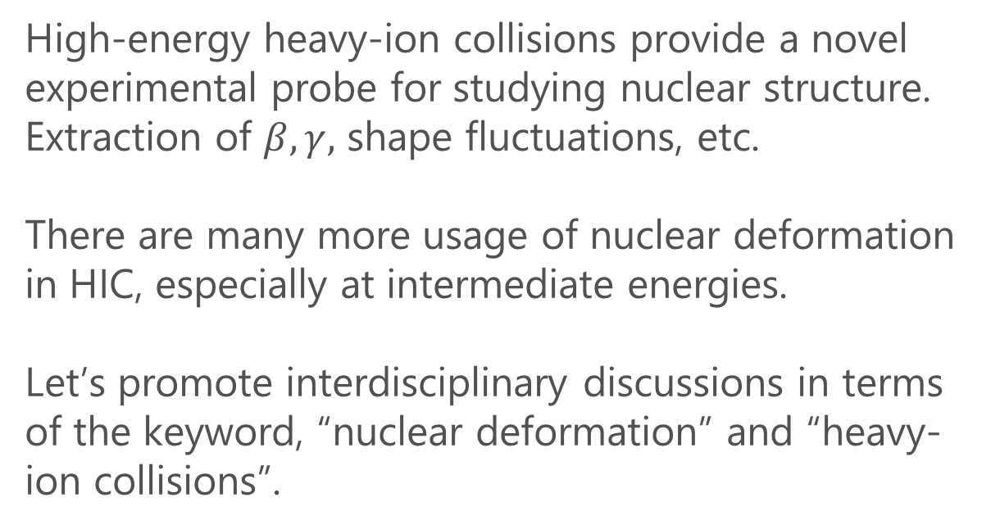 High-energy heavy-ion collisions provide a novel
experimental probe for studying nuclear structure.
Extraction of β, γ, shape fluctuations, etc.
There are many more usage of nuclear deformation
in HIC, especially at intermediate energies.
Let’s promote interdisciplinary discussions in terms
of the keyword, “nuclear deformation” and “heavy-
ion collisions”.